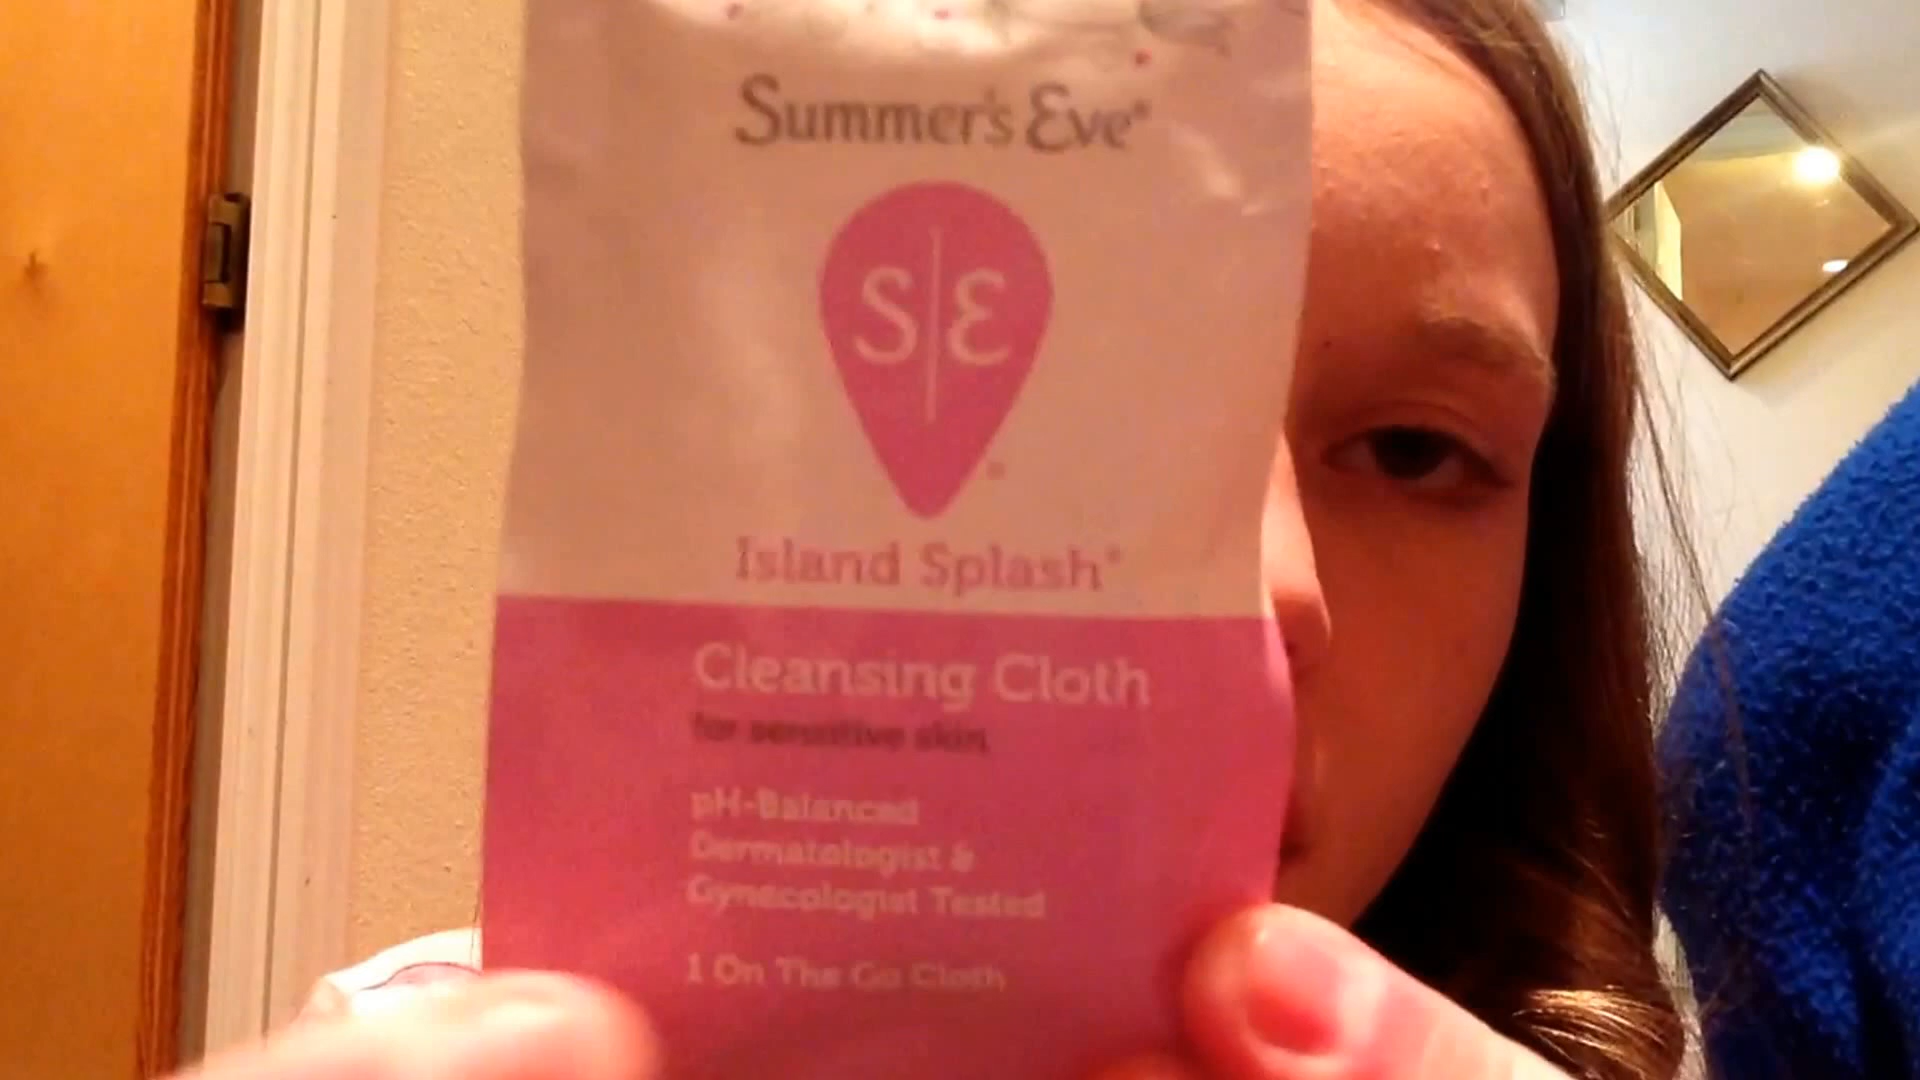 Summer's Eve®
S|E
Island Splash®
Cleansing Cloth
for sensitive skin
pH-Balanced
Dermatologist &
Gynecologist Tested
1 On The Go Cloth